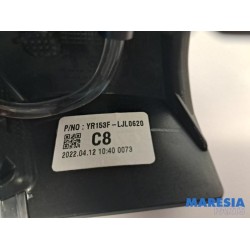 P/NO : YR153F-LJL0620
C8
2022.04.12 10:40 0073
MARESIA